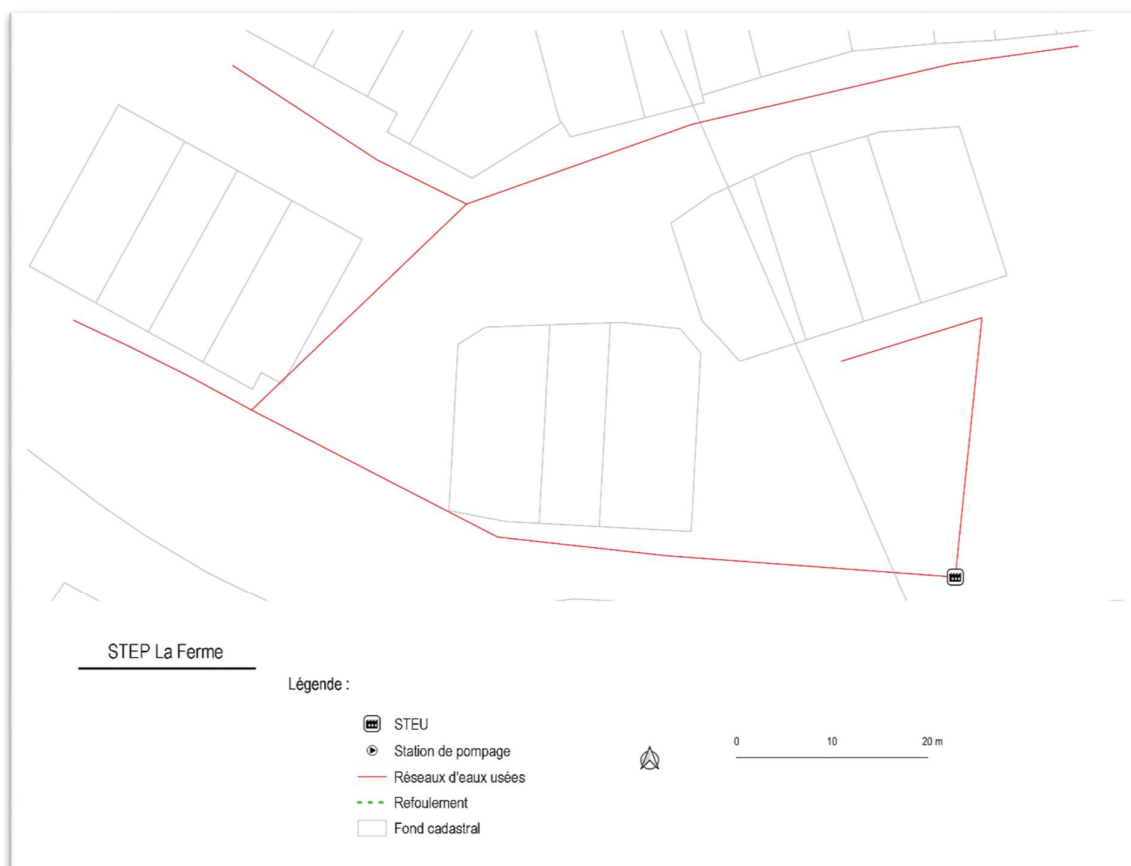 STEP La Ferme
Légende :
STEU
Station de pompage
Réseaux d'eaux usées
Refoulement
Fond cadastral
0 10 20 m